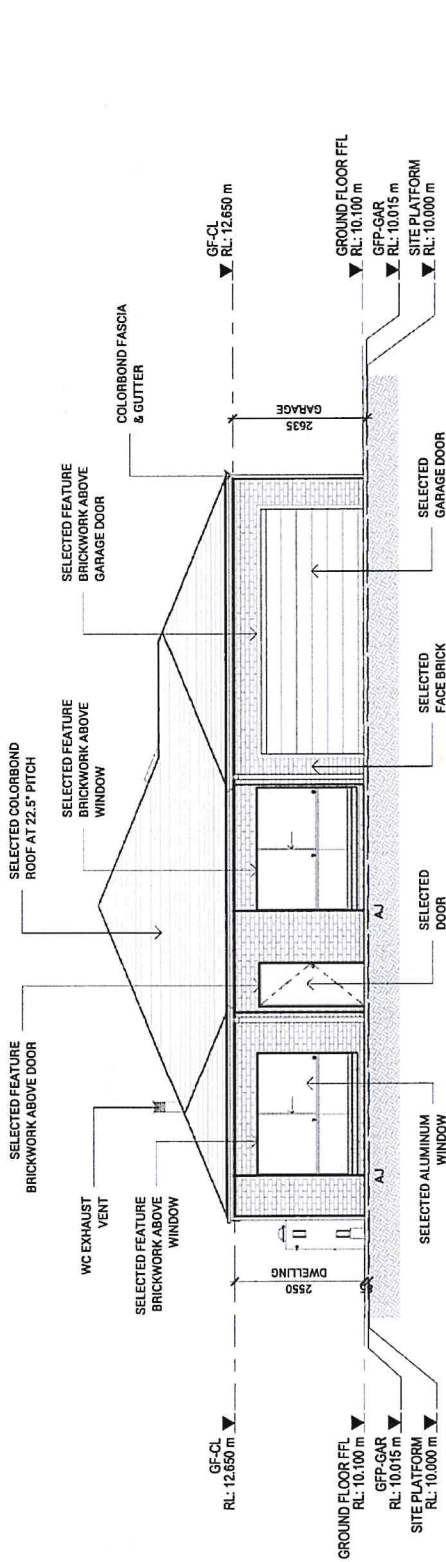 SELECTED COLORBOND
ROOF AT 22.5° PITCH
SELECTED FEATURE
BRICKWORK ABOVE DOOR
WC EXHAUST
VENT
SELECTED FEATURE
BRICKWORK ABOVE
WINDOW
SELECTED FEATURE
BRICKWORK ABOVE
WINDOW
SELECTED FEATURE
BRICKWORK ABOVE
GARAGE DOOR
COLORBOND FASCIA
& GUTTER
GF-CL
RL: 12.650 m
GROUND FLOOR FFL
RL: 10.100 m
GFP-GAR
RL: 10.015 m
SITE PLATFORM
RL: 10.000 m
2550
DWELLING
85
2635
GARAGE
GF-CL
RL: 12.650 m
GROUND FLOOR FFL
RL: 10.100 m
GFP-GAR
RL: 10.015 m
SITE PLATFORM
RL: 10.000 m
AJ
AJ
SELECTED ALUMINUM
WINDOW
SELECTED
DOOR
SELECTED
FACE BRICK
SELECTED
GARAGE DOOR